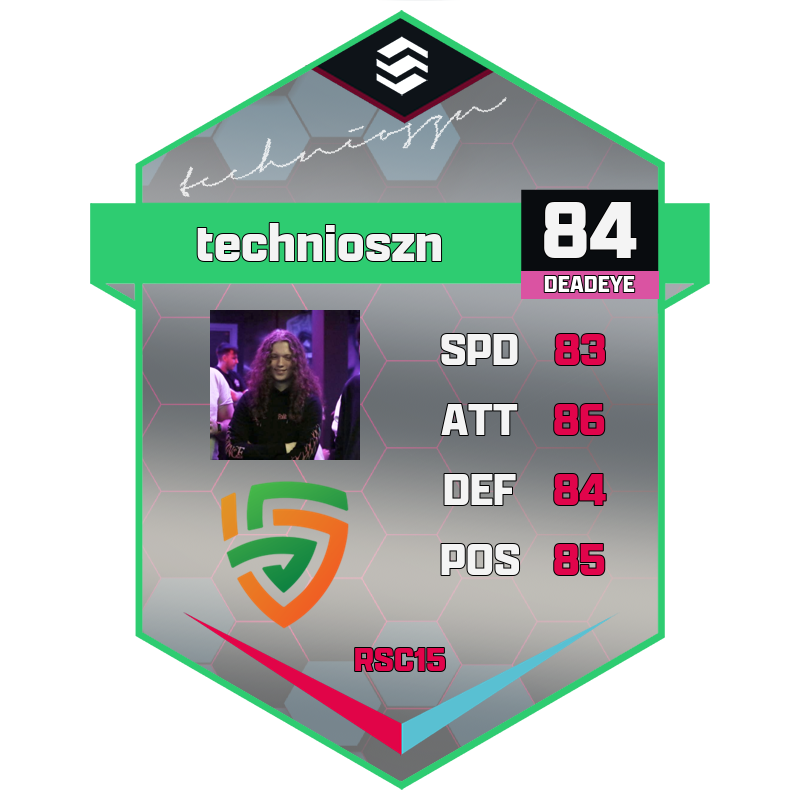 technioszn
technioszn
84
DEADEYE
SPD 83
ATT 86
DEF 84
POS 85
RSC15